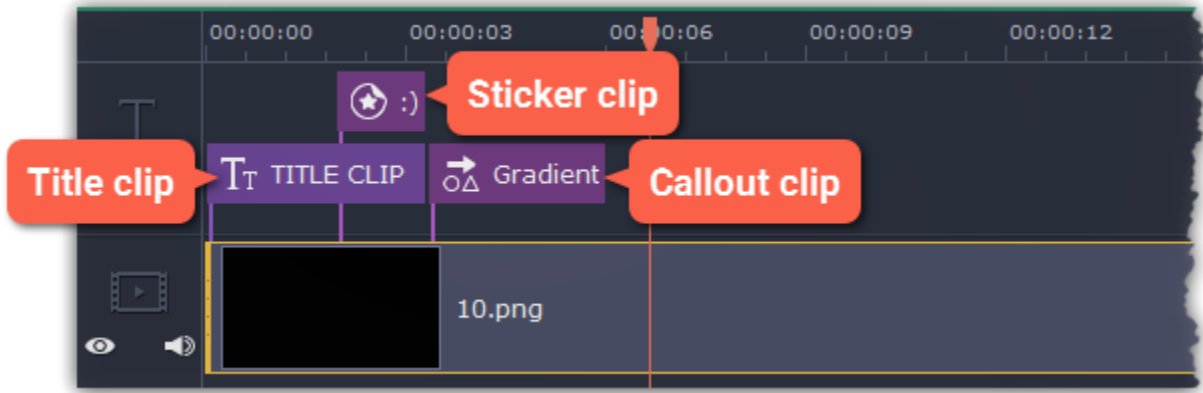 00:00:00 00:00:03 00:00:06 00:00:09 00:00:12
:) Sticker clip
Title clip TT TITLE CLIP Gradient Callout clip
10.png